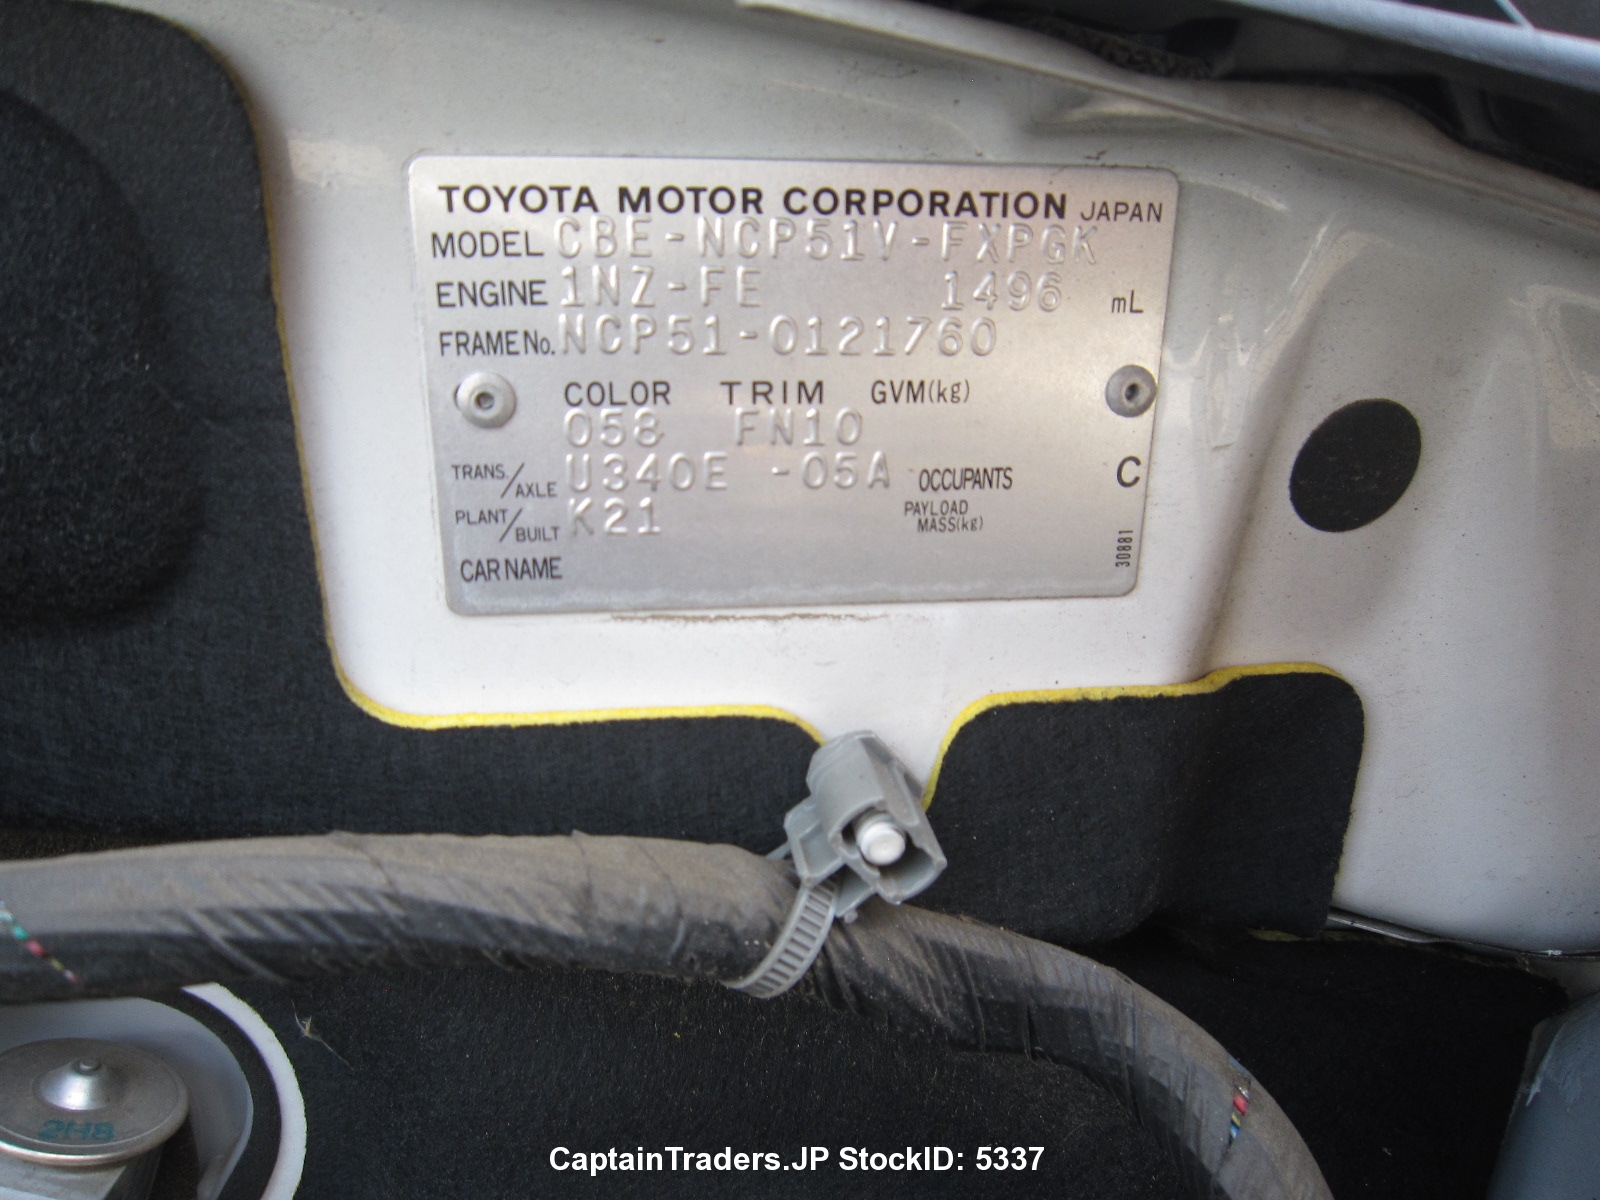 TOYOTA MOTOR CORPORATION JAPAN
MODEL CBE-NCP51V-FXPGK
ENGINE 1NZ-FE 1496 mL
FRAME No. NCP51-0121760
COLOR TRIM GVM(kg)
058 FN10
TRANS./AXLE U340E -05A OCCUPANTS C
PLANT/BUILT K21 PAYLOAD MASS(kg)
30881
CAR NAME
2H8
CaptainTraders.JP StockID: 5337